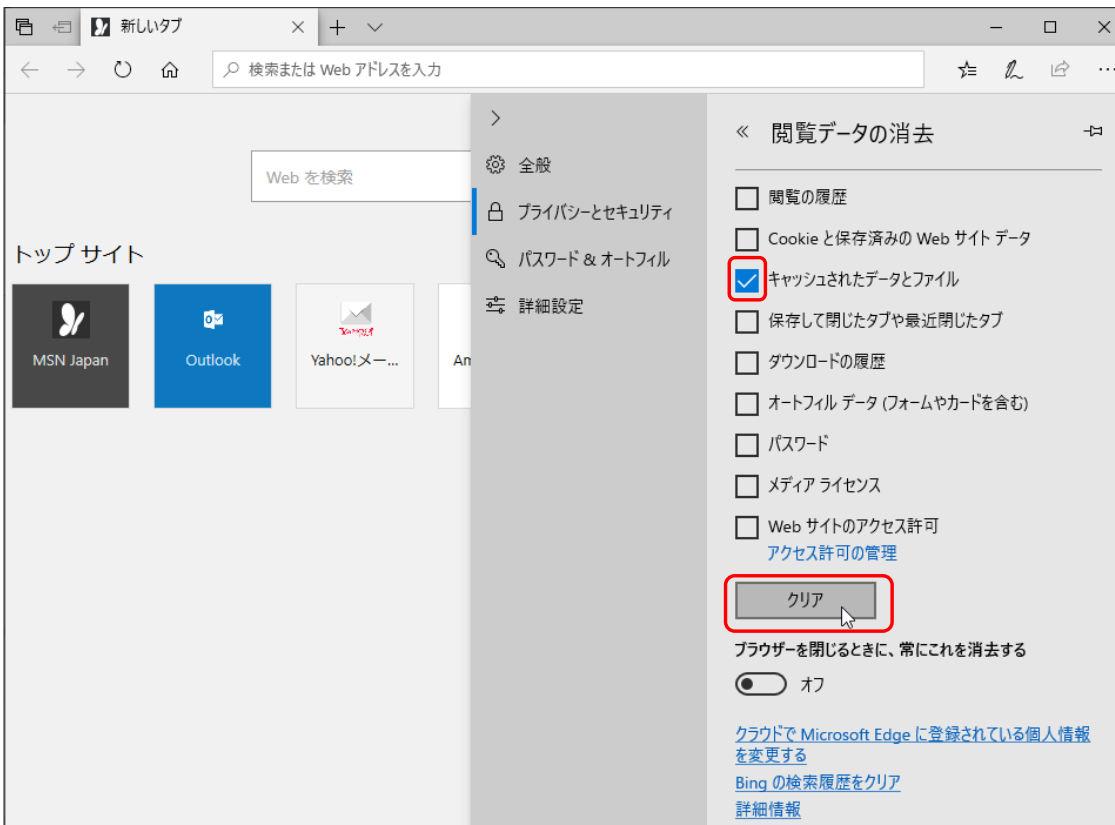 新しいタブ
検索または Web アドレスを入力
Web を検索
トップ サイト
MSN Japan
Outlook
YAHOO!
Yahoo!メー...
Am
全般
プライバシーとセキュリティ
パスワード & オートフィル
詳細設定
閲覧データの消去
閲覧の履歴
Cookie と保存済みの Web サイト データ
キャッシュされたデータとファイル
保存して閉じたタブや最近閉じたタブ
ダウンロードの履歴
オートフィル データ (フォームやカードを含む)
パスワード
メディア ライセンス
Web サイトのアクセス許可
アクセス許可の管理
クリア
ブラウザーを閉じるときに、常にこれを消去する
オフ
クラウドで Microsoft Edge に登録されている個人情報
を変更する
Bing の検索履歴をクリア
詳細情報